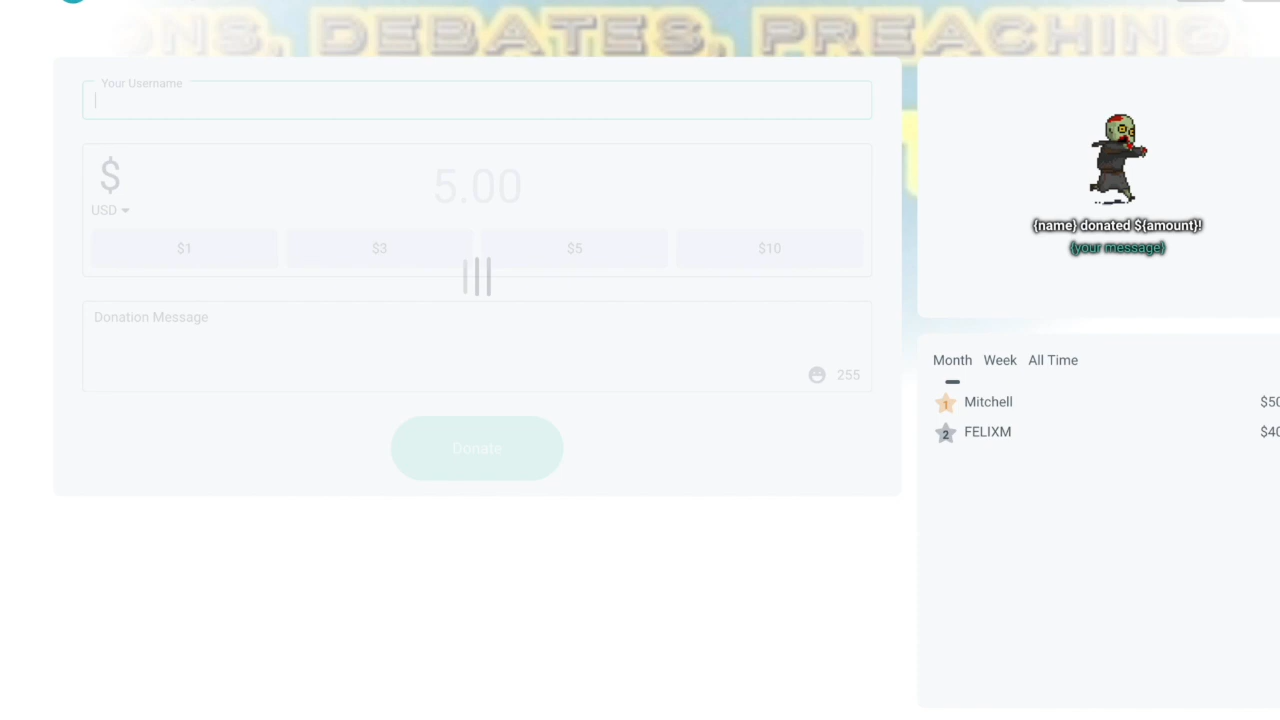 DEBATES, PREACHING
Your Username
$
5.00
USD
$1
$3
$5
$10
Donation Message
255
Donate
{name} donated ${amount}!
{your message}
Month Week All Time
1 Mitchell
2 FELIXM